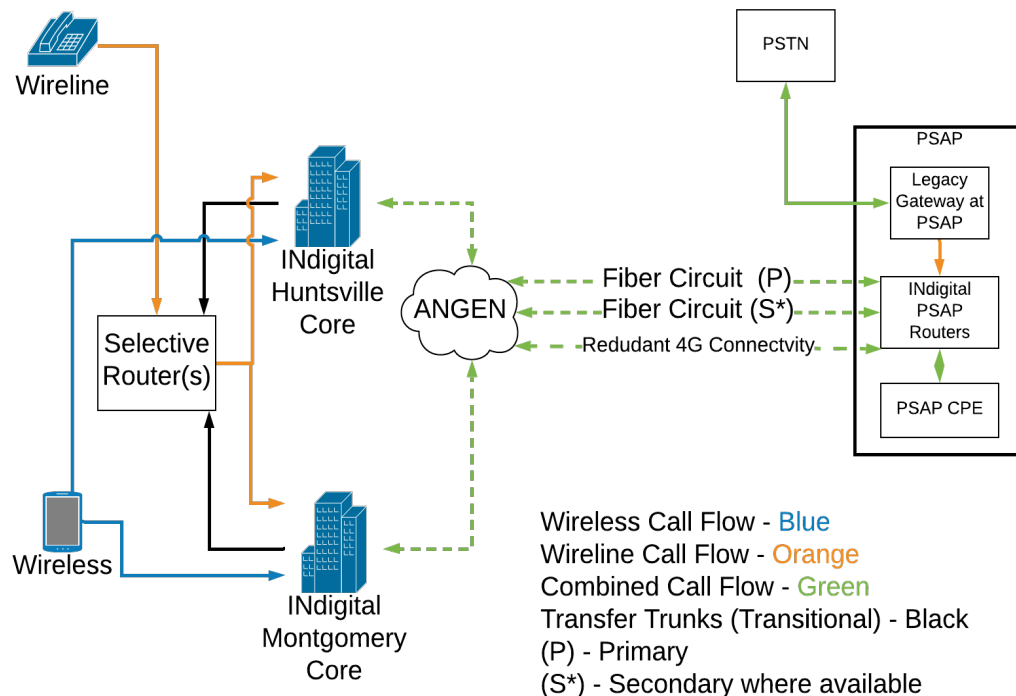 Wireline
PSTN
PSAP
Legacy
Gateway at
PSAP
INdigital
Huntsville
Core
ANGEN
Fiber Circuit (P)
Fiber Circuit (S*)
Redudant 4G Connectvity
INdigital
PSAP
Routers
Selective
Router(s)
PSAP CPE
Wireless
INdigital
Montgomery
Core
Wireless Call Flow - Blue
Wireline Call Flow - Orange
Combined Call Flow - Green
Transfer Trunks (Transitional) - Black
(P) - Primary
(S*) - Secondary where available